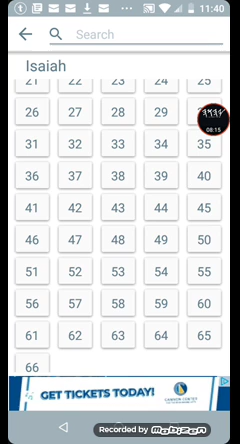 11:40
Search
Isaiah
21 22 23 24 25
26 27 28 29
31 32 33 34 35
08:15
36 37 38 39 40
41 42 43 44 45
46 47 48 49 50
51 52 53 54 55
56 57 58 59 60
61 62 63 64 65
66
GET TICKETS TODAY!
Recorded by Mobizen